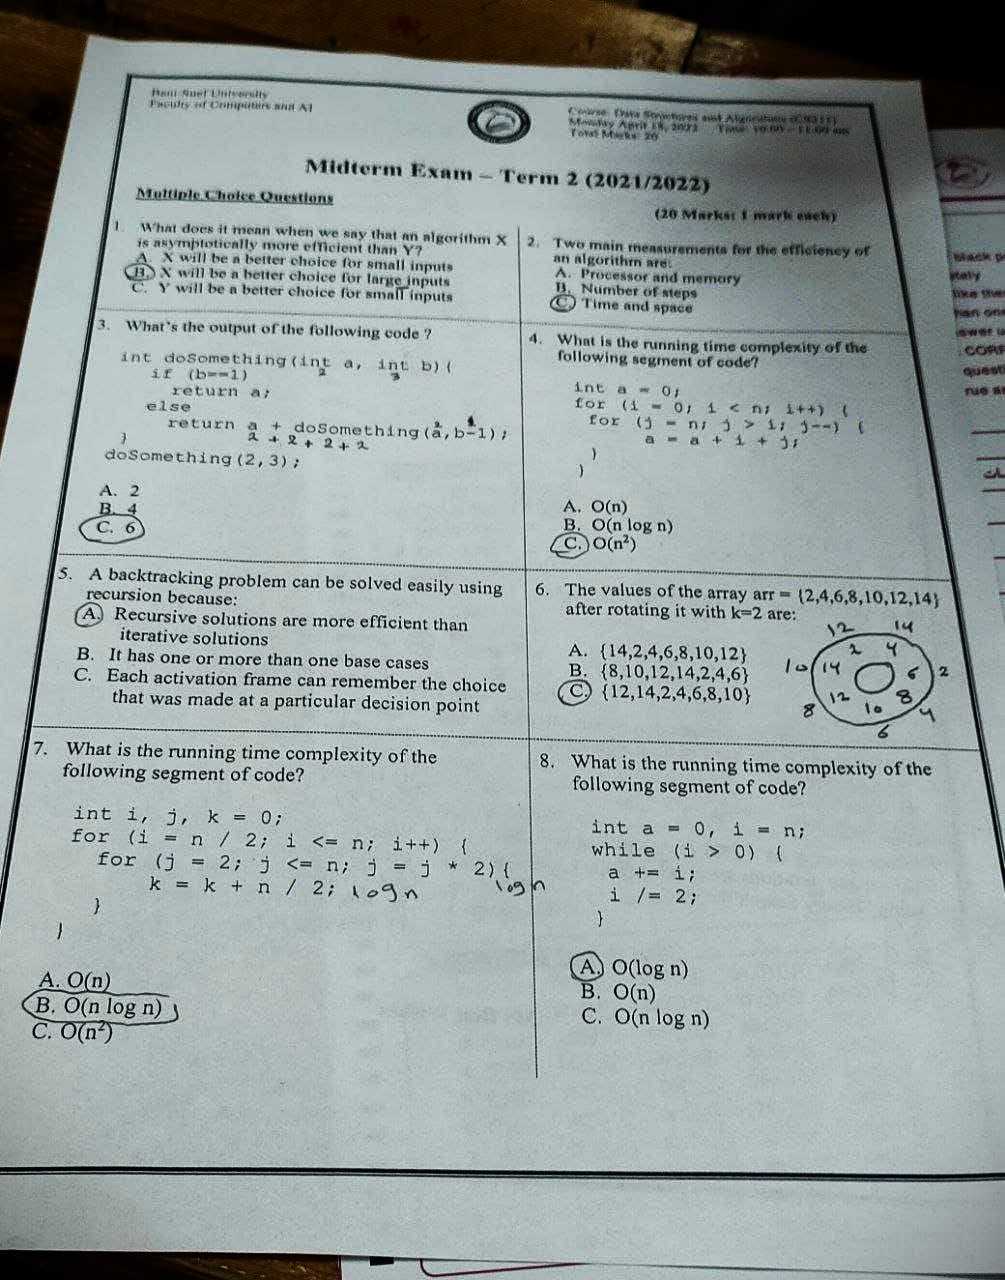 Bani Suef University
Faculty of Computers and AI
Course: Data Structures and Algorithms
Monday April 18, 2022 Time: 10:00 - 11:00 am
Total Marks: 20
Midterm Exam – Term 2 (2021/2022)
Multiple Choice Questions
(20 Marks: 1 mark each)
1. What does it mean when we say that an algorithm X
is asymptotically more efficient than Y?
A. X will be a better choice for small inputs
B. X will be a better choice for large inputs
C. Y will be a better choice for small inputs
2. Two main measurements for the efficiency of
an algorithm are:
A. Processor and memory
B. Number of steps
C. Time and space
3. What's the output of the following code ?
int doSomething(int a, int b){
2 3
if (b==1)
return a;
else
return a + doSomething(a,b-1);
2 + 2 + 2 + 2
}
doSomething(2,3);
A. 2
B. 4
C. 6
4. What is the running time complexity of the
following segment of code?
int a = 0;
for (i = 0; i < n; i++) {
for (j = n; j > i; j--) {
a = a + i + j;
}
}
A. O(n)
B. O(n log n)
C. O(n²)
5. A backtracking problem can be solved easily using
recursion because:
A. Recursive solutions are more efficient than
iterative solutions
B. It has one or more than one base cases
C. Each activation frame can remember the choice
that was made at a particular decision point
6. The values of the array arr = {2,4,6,8,10,12,14}
after rotating it with k=2 are:
A. {14,2,4,6,8,10,12}
B. {8,10,12,14,2,4,6}
C. {12,14,2,4,6,8,10}
12 14
2 4
10 14 6 2
12 10 8
8 4
6
7. What is the running time complexity of the
following segment of code?
int i, j, k = 0;
for (i = n / 2; i <= n; i++) {
for (j = 2; j <= n; j = j * 2){
k = k + n / 2; log n log n
}
}
A. O(n)
B. O(n log n)
C. O(n²)
8. What is the running time complexity of the
following segment of code?
int a = 0, i = n;
while (i > 0) {
a += i;
i /= 2;
}
A. O(log n)
B. O(n)
C. O(n log n)